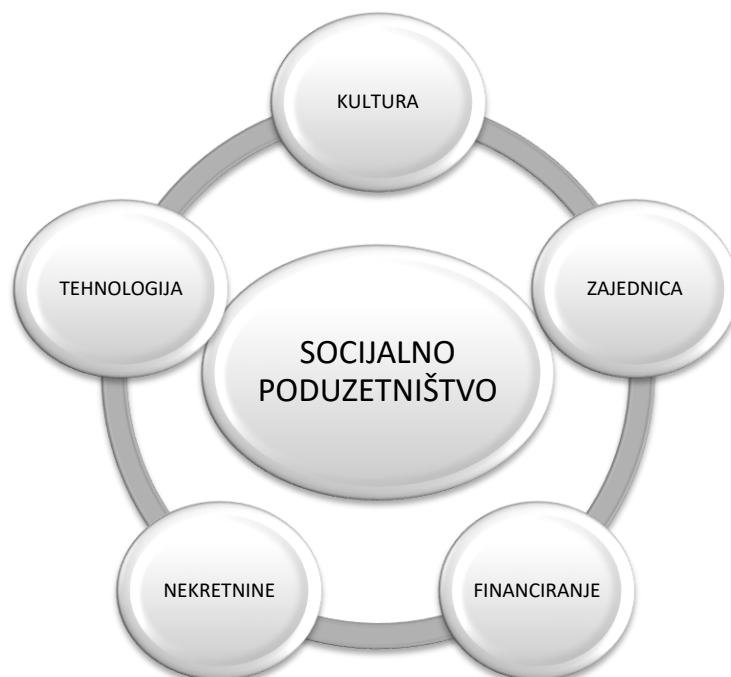 KULTURA
TEHNOLOGIJA
ZAJEDNICA
SOCIJALNO
PODUZETNIŠTVO
NEKRETNINE
FINANCIRANJE